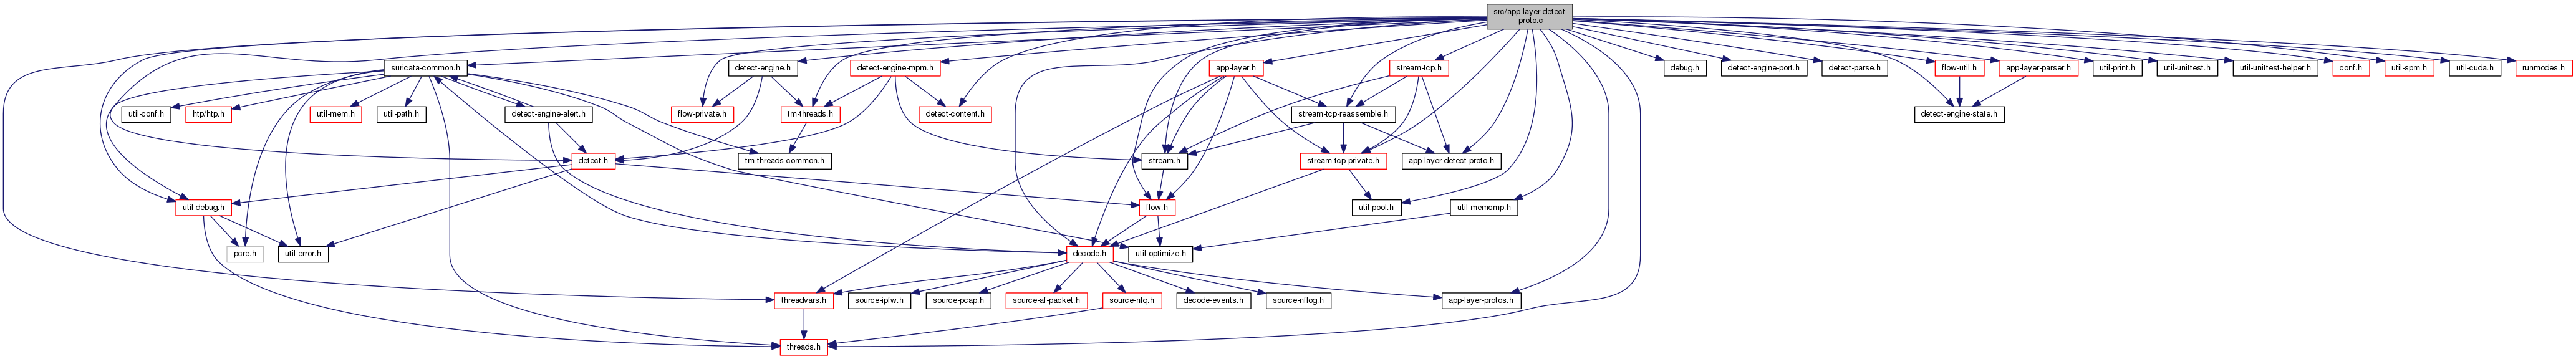 src/app-layer-detect
-proto.c
suricata-common.h
detect-engine.h
detect-engine-mpm.h
app-layer.h
stream-tcp.h
debug.h
detect-engine-port.h
detect-parse.h
flow-util.h
app-layer-parser.h
util-print.h
util-unittest.h
util-unittest-helper.h
conf.h
util-spm.h
util-cuda.h
runmodes.h
util-conf.h
htp/htp.h
util-mem.h
util-path.h
detect-engine-alert.h
flow-private.h
tm-threads.h
detect-content.h
stream-tcp-reassemble.h
detect-engine-state.h
detect.h
tm-threads-common.h
stream.h
stream-tcp-private.h
app-layer-detect-proto.h
util-debug.h
flow.h
util-pool.h
util-memcmp.h
pcre.h
util-error.h
decode.h
util-optimize.h
threadvars.h
source-ipfw.h
source-pcap.h
source-af-packet.h
source-nfq.h
decode-events.h
source-nflog.h
app-layer-protos.h
threads.h